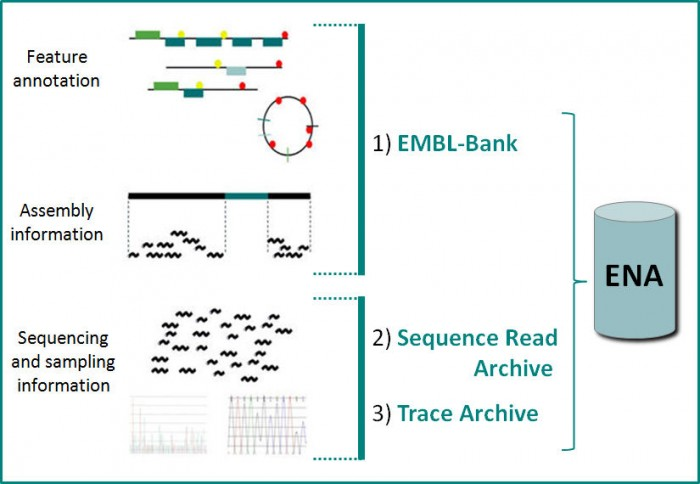 Feature
annotation
Assembly
information
Sequencing
and sampling
information
1) EMBL-Bank
2) Sequence Read
Archive
3) Trace Archive
ENA